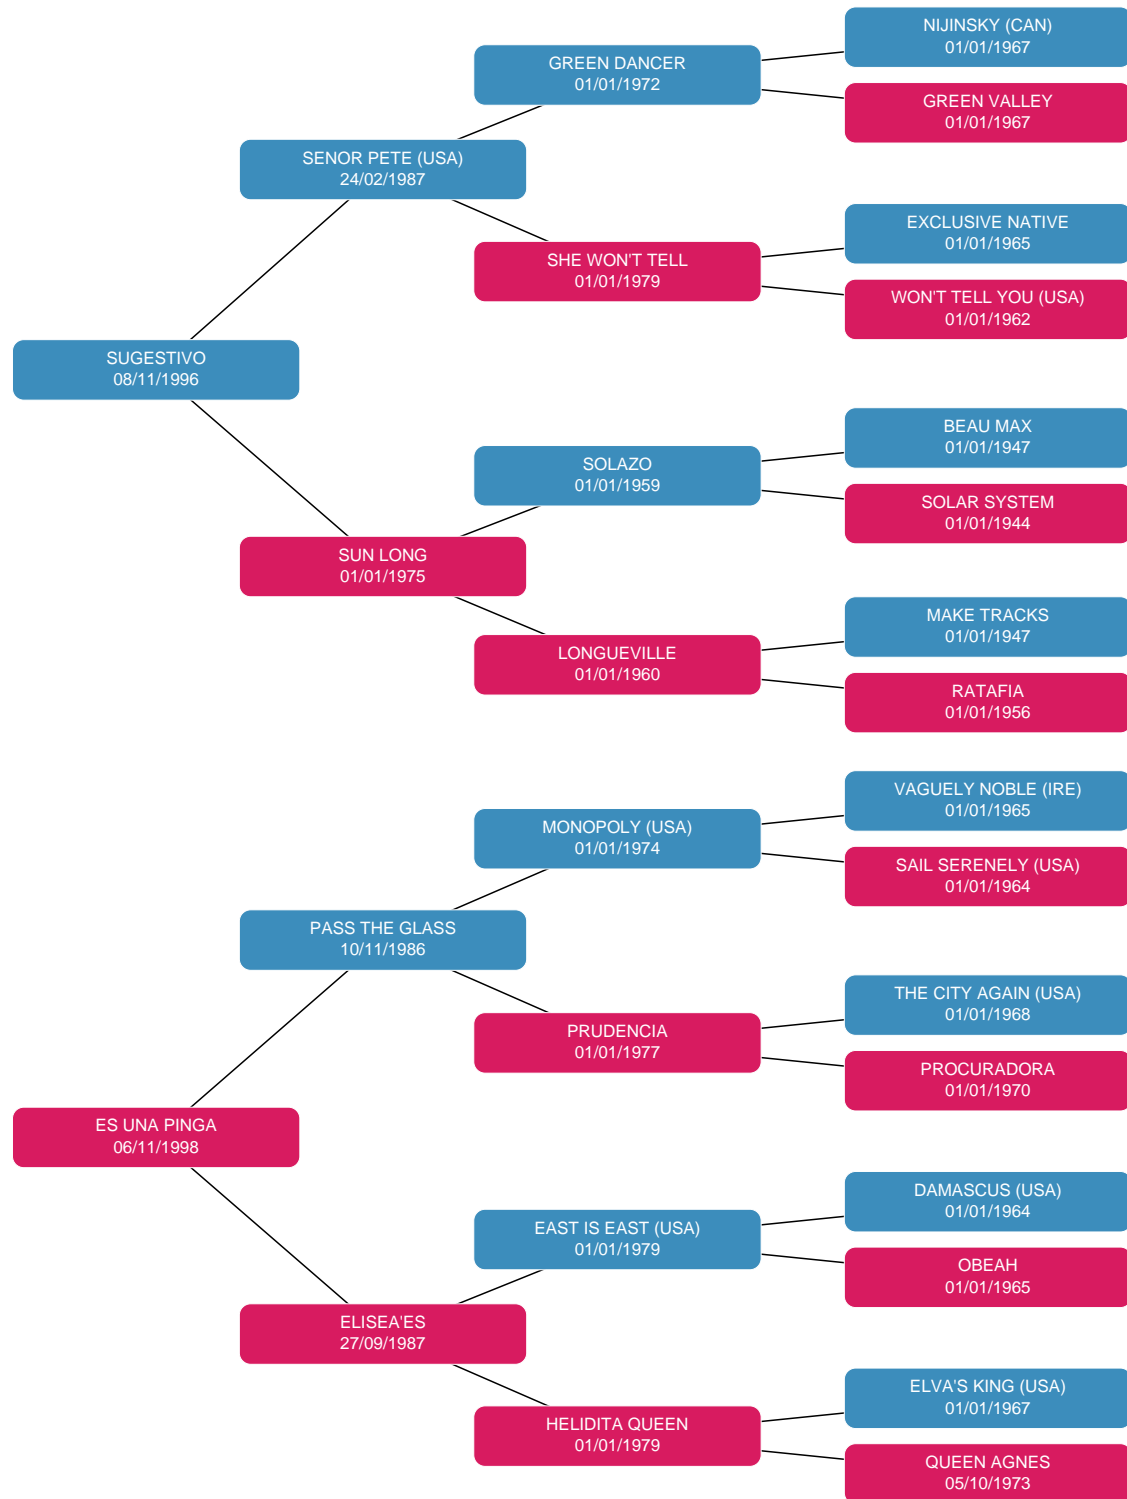 NIJINSKY (CAN)
01/01/1967
GREEN DANCER
01/01/1972
GREEN VALLEY
01/01/1967
SENOR PETE (USA)
24/02/1987
EXCLUSIVE NATIVE
01/01/1965
SHE WON'T TELL
01/01/1979
WON'T TELL YOU (USA)
01/01/1962
SUGESTIVO
08/11/1996
BEAU MAX
01/01/1947
SOLAZO
01/01/1959
SOLAR SYSTEM
01/01/1944
SUN LONG
01/01/1975
MAKE TRACKS
01/01/1947
LONGUEVILLE
01/01/1960
RATAFIA
01/01/1956
VAGUELY NOBLE (IRE)
01/01/1965
MONOPOLY (USA)
01/01/1974
SAIL SERENELY (USA)
01/01/1964
PASS THE GLASS
10/11/1986
THE CITY AGAIN (USA)
01/01/1968
PRUDENCIA
01/01/1977
PROCURADORA
01/01/1970
ES UNA PINGA
06/11/1998
DAMASCUS (USA)
01/01/1964
EAST IS EAST (USA)
01/01/1979
OBEAH
01/01/1965
ELISEA'ES
27/09/1987
ELVA'S KING (USA)
01/01/1967
HELIDITA QUEEN
01/01/1979
QUEEN AGNES
05/10/1973